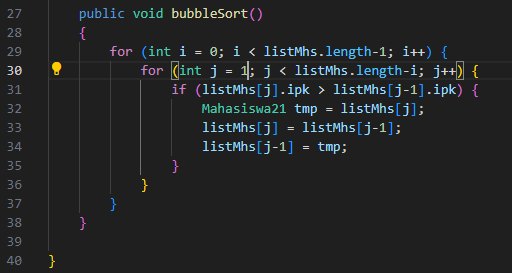 27 public void bubbleSort()
28 {
29 for (int i = 0; i < listMhs.length-1; i++) {
30 for (int j = 1; j < listMhs.length-i; j++) {
31 if (listMhs[j].ipk > listMhs[j-1].ipk) {
32 Mahasiswa21 tmp = listMhs[j];
33 listMhs[j] = listMhs[j-1];
34 listMhs[j-1] = tmp;
35 }
36 }
37 }
38 }
39
40 }